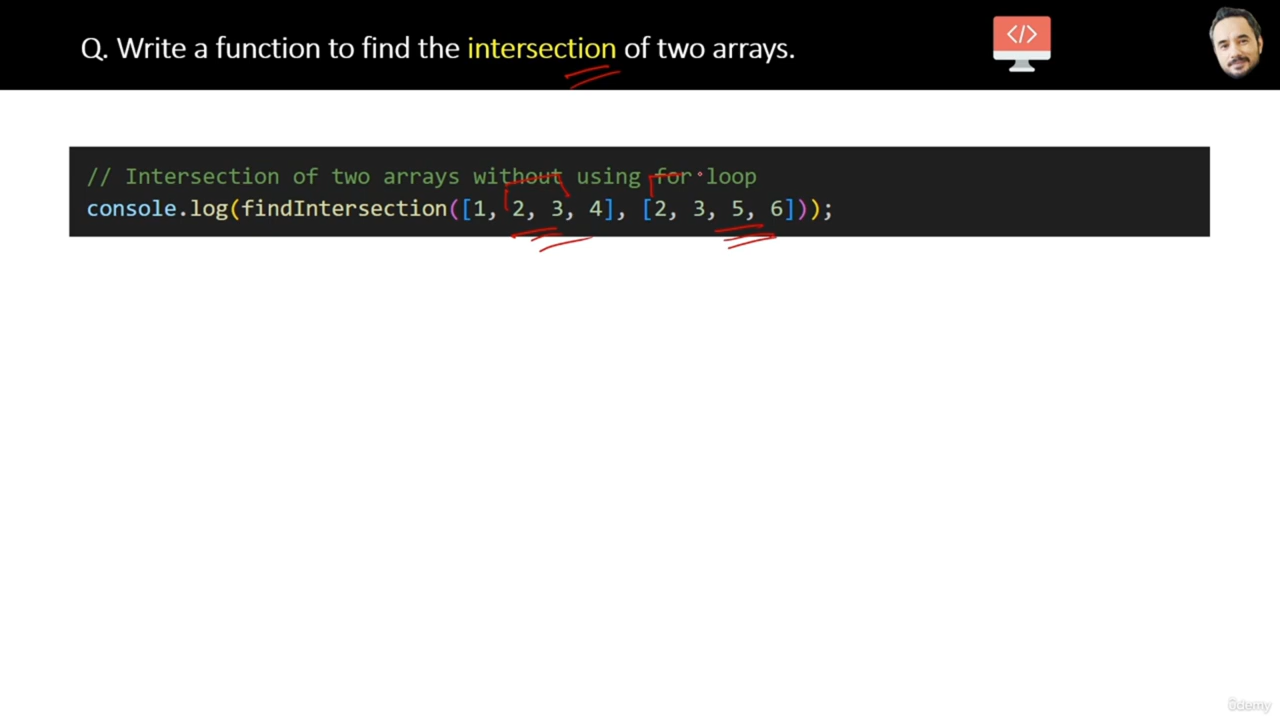 Q. Write a function to find the intersection of two arrays.
</>
// Intersection of two arrays without using for loop
console.log(findIntersection([1, 2, 3, 4], [2, 3, 5, 6]));
ûdemy